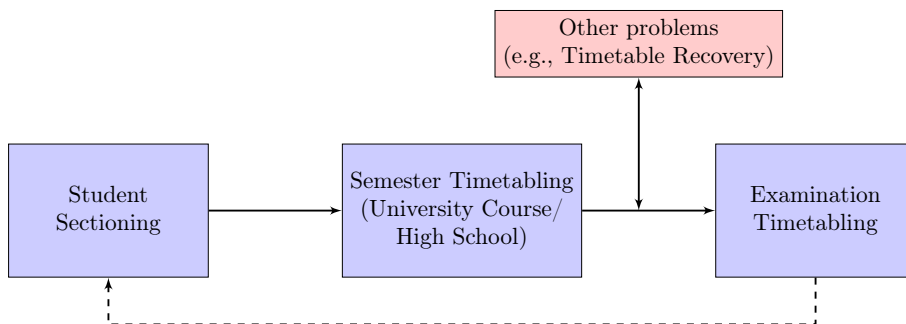 Other problems
(e.g., Timetable Recovery)
Student
Sectioning
Semester Timetabling
(University Course/
High School)
Examination
Timetabling